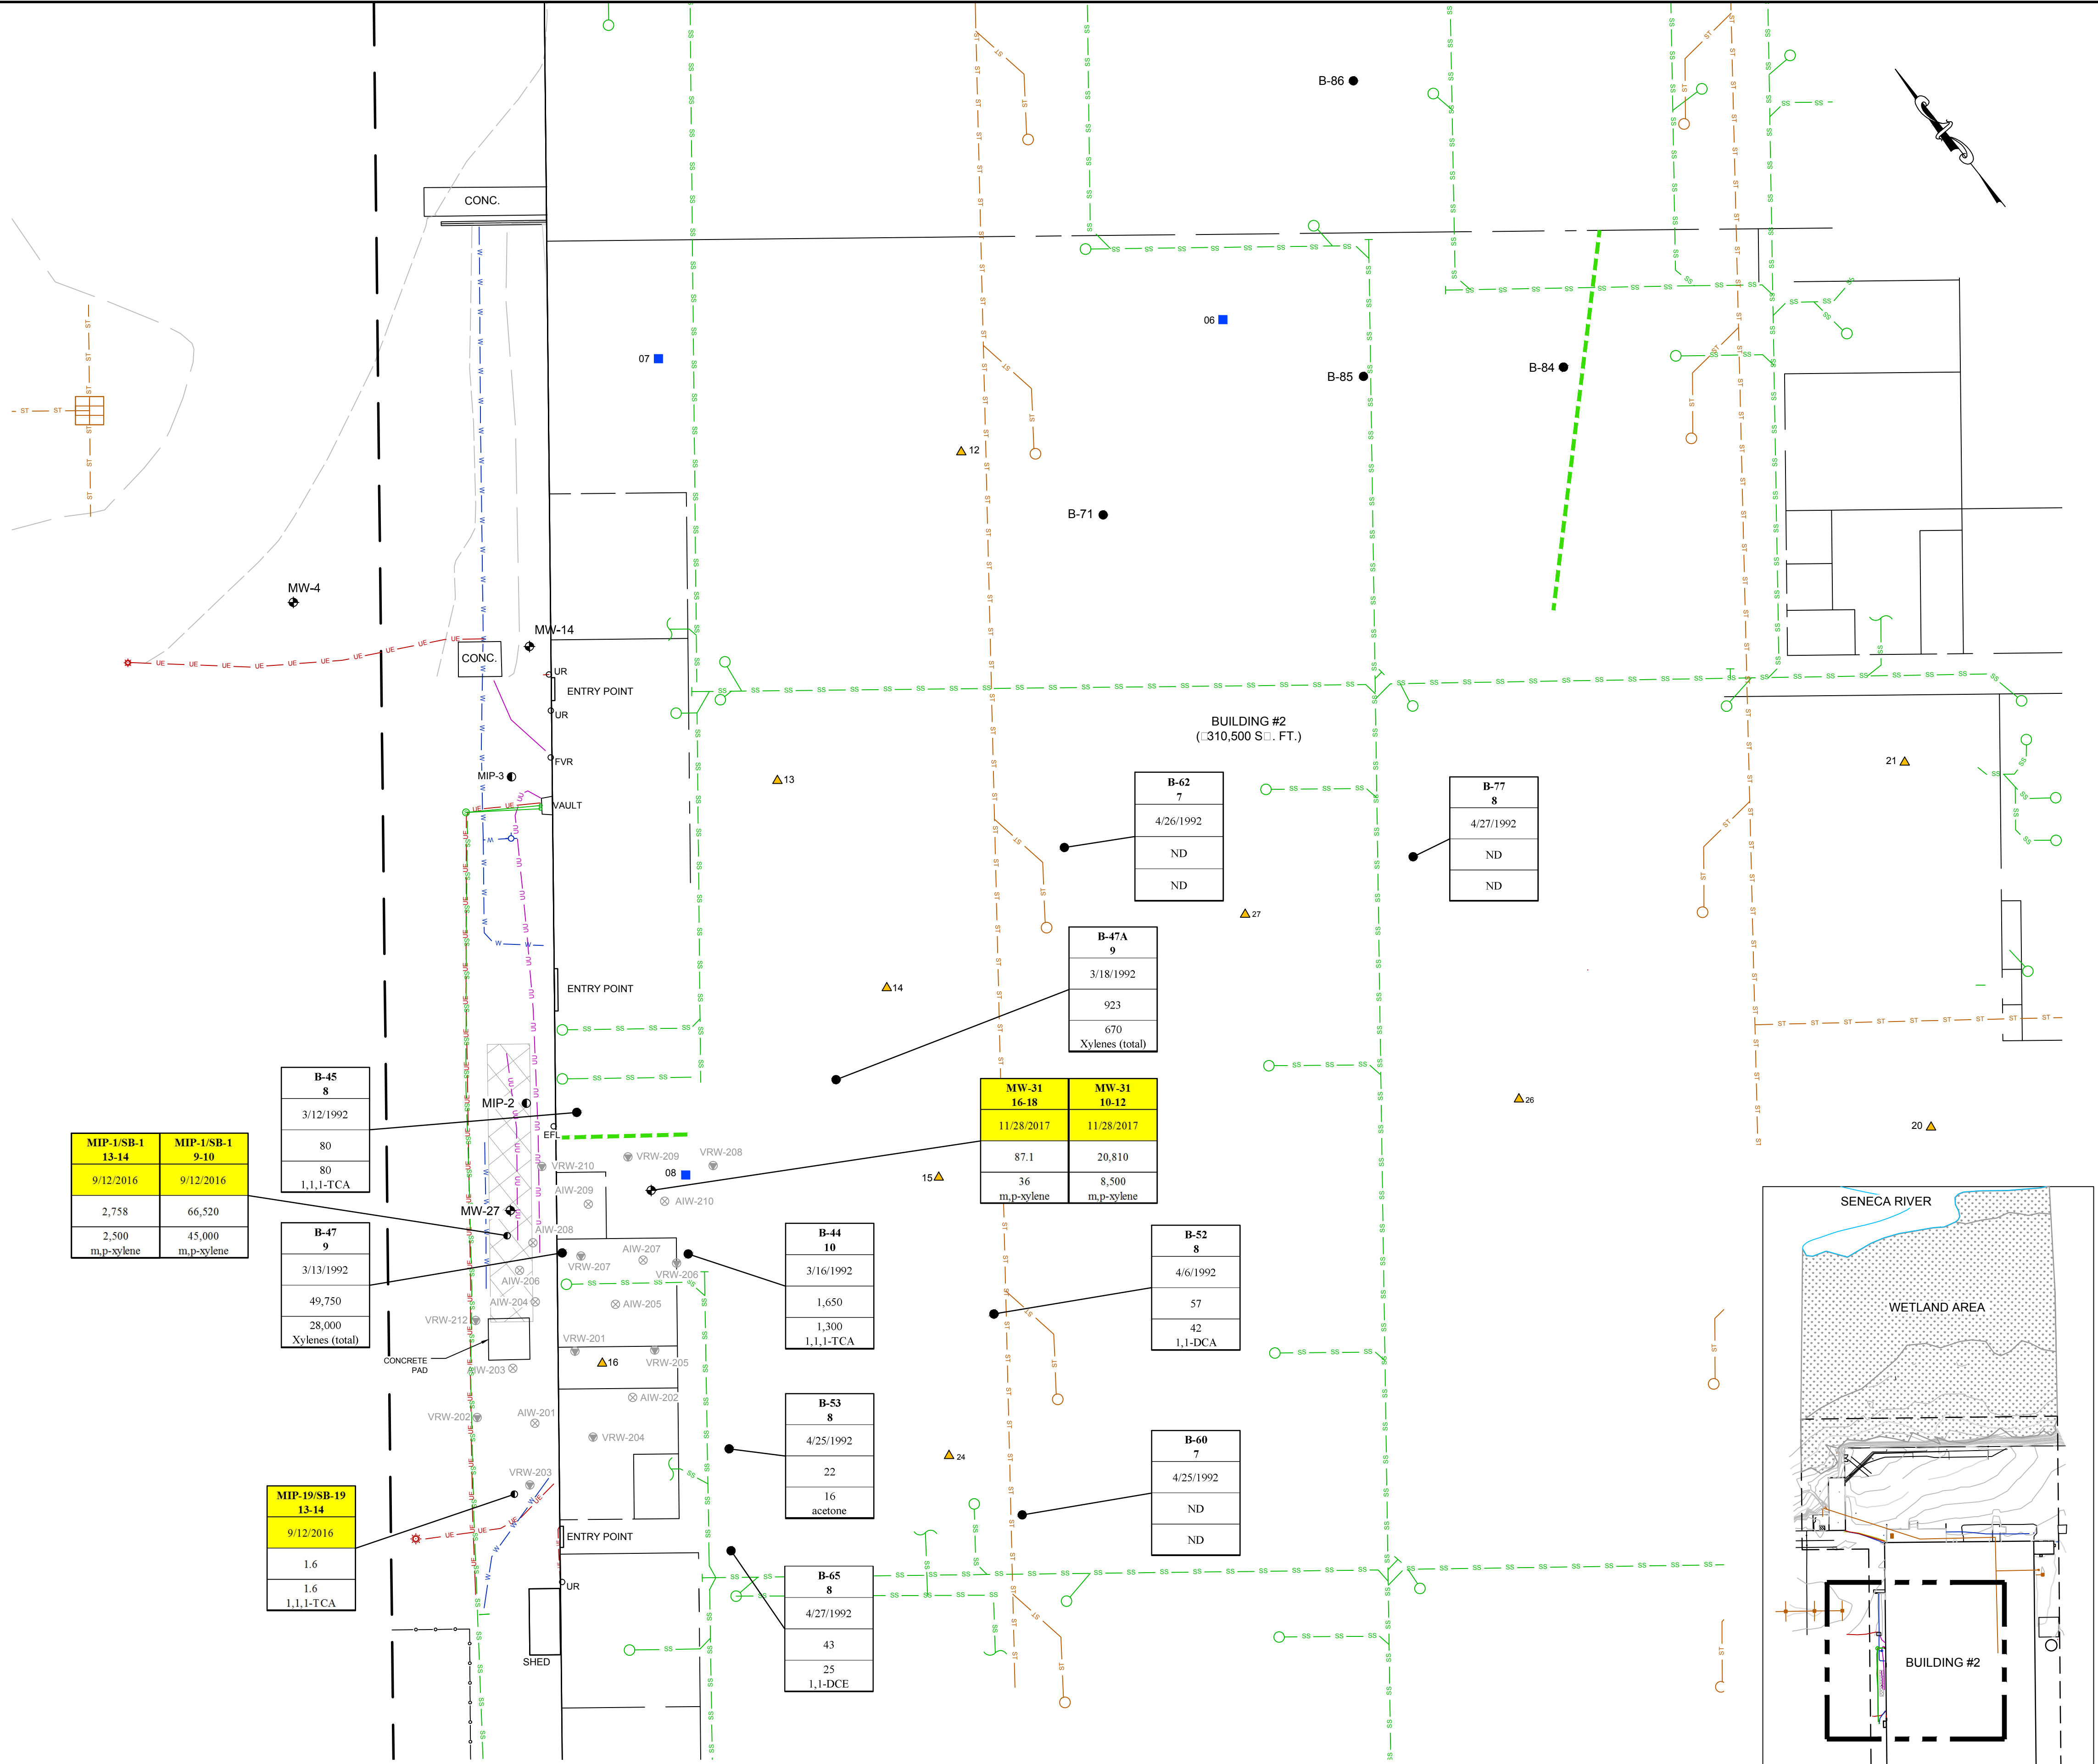 B-86
CONC.
06
07
B-85
B-84
12
B-71
MW-4
MW-14
CONC.
UR
ENTRY POINT
UR
BUILDING #2
(□310,500 S□. FT.)
FVR
MIP-3
13
21
VAULT
B-62
7
4/26/1992
ND
ND
B-77
8
4/27/1992
ND
ND
27
B-47A
9
3/18/1992
923
670
Xylenes (total)
ENTRY POINT
14
B-45
8
3/12/1992
80
80
1,1,1-TCA
MIP-2
EFL
26
20
MW-31
16-18
11/28/2017
87.1
36
m,p-xylene
MW-31
10-12
11/28/2017
20,810
8,500
m,p-xylene
MIP-1/SB-1
13-14
9/12/2016
2,758
2,500
m,p-xylene
MIP-1/SB-1
9-10
9/12/2016
66,520
45,000
m,p-xylene
VRW-210
VRW-209
VRW-208
08
AIW-209
AIW-210
15
MW-27
AIW-208
B-47
9
3/13/1992
49,750
28,000
Xylenes (total)
AIW-207
VRW-207
VRW-206
AIW-206
AIW-204
AIW-205
VRW-212
VRW-201
CONCRETE
PAD
AIW-203
16
VRW-205
B-44
10
3/16/1992
1,650
1,300
1,1,1-TCA
B-52
8
4/6/1992
57
42
1,1-DCA
AIW-202
VRW-202
AIW-201
VRW-204
B-53
8
4/25/1992
22
16
acetone
24
B-60
7
4/25/1992
ND
ND
VRW-203
MIP-19/SB-19
13-14
9/12/2016
1.6
1.6
1,1,1-TCA
ENTRY POINT
UR
B-65
8
4/27/1992
43
25
1,1-DCE
SHED
SENECA RIVER
WETLAND AREA
BUILDING #2